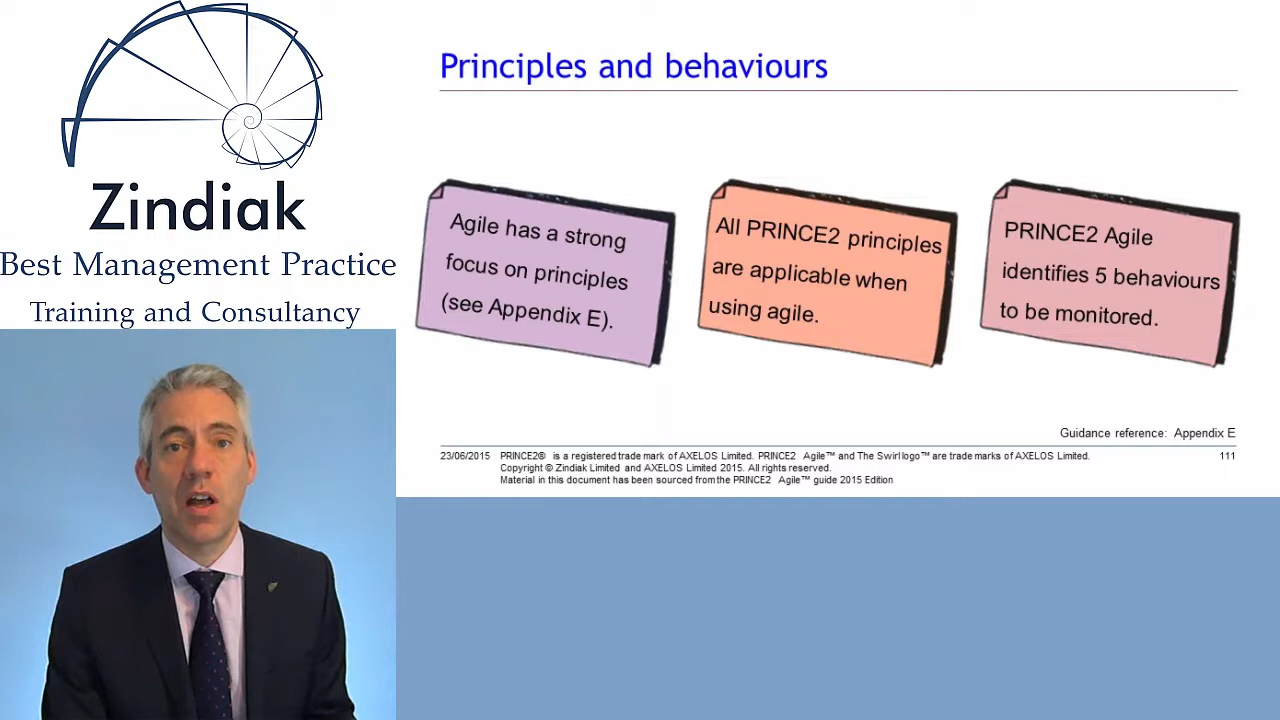 Zindiak
Best Management Practice
Training and Consultancy
Principles and behaviours
Agile has a strong
focus on principles
(see Appendix E).
All PRINCE2 principles
are applicable when
using agile.
PRINCE2 Agile
identifies 5 behaviours
to be monitored.
Guidance reference: Appendix E
23/06/2015 PRINCE2® is a registered trade mark of AXELOS Limited. PRINCE2 Agile™ and The Swirl logo™ are trade marks of AXELOS Limited. 111
Copyright © Zindiak Limited and AXELOS Limited 2015. All rights reserved.
Material in this document has been sourced from the PRINCE2 Agile™ guide 2015 Edition